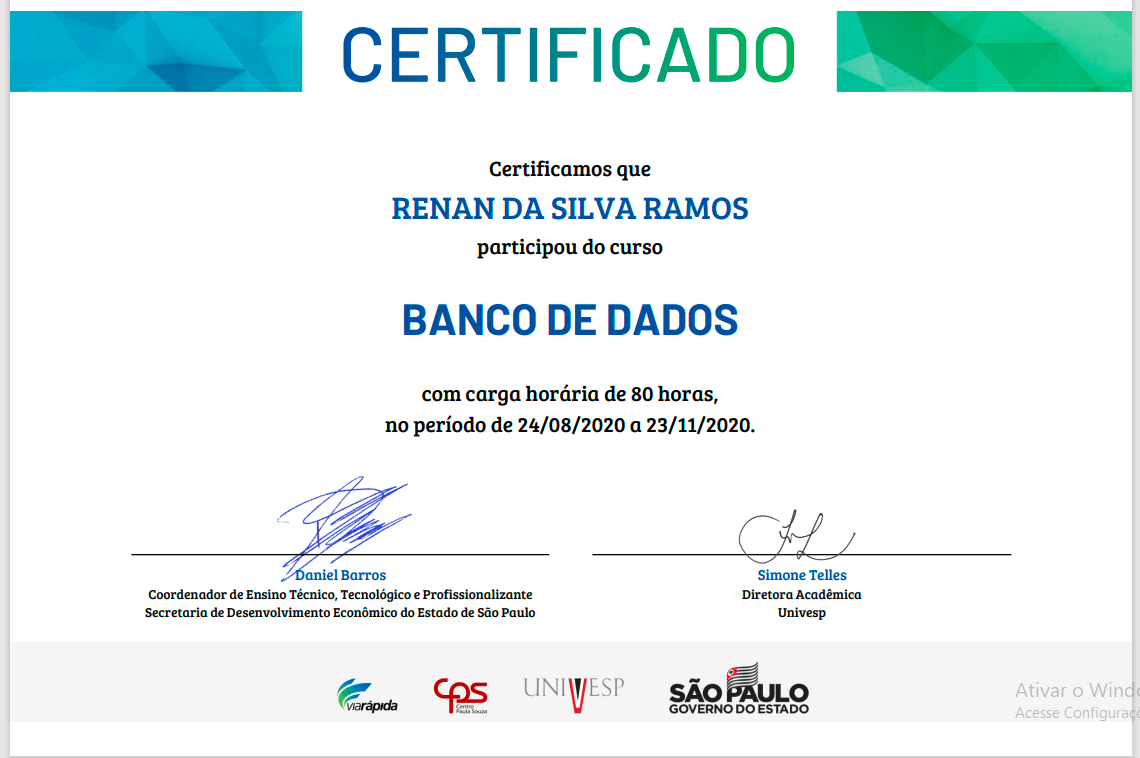 CERTIFICADO
Certificamos que
RENAN DA SILVA RAMOS
participou do curso
BANCO DE DADOS
com carga horária de 80 horas,
no período de 24/08/2020 a 23/11/2020.
Daniel Barros
Coordenador de Ensino Técnico, Tecnológico e Profissionalizante
Secretaria de Desenvolvimento Econômico do Estado de São Paulo
Simone Telles
Diretora Acadêmica
Univesp
viarápida
cps
Centro
Paula Souza
UNIVESP
SÃO PAULO
GOVERNO DO ESTADO
Ativar o Windo
Acesse Configuraçõ